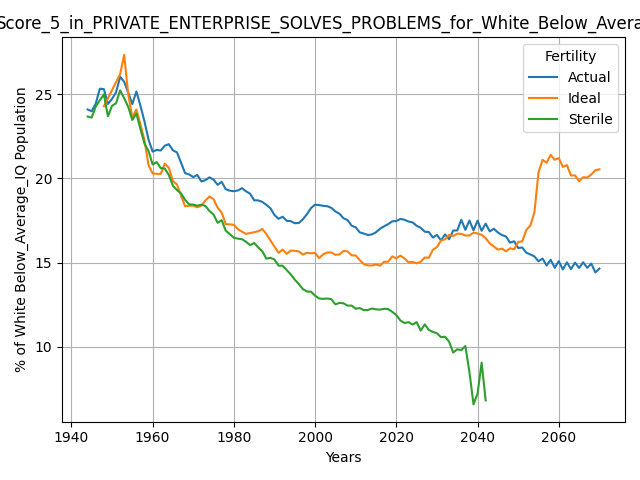 Score_5_in_PRIVATE_ENTERPRISE_SOLVES_PROBLEMS_for_White_Below_Avera
Fertility
Actual
Ideal
Sterile
25
20
15
10
% of White Below_Average_IQ Population
1940 1960 1980 2000 2020 2040 2060
Years